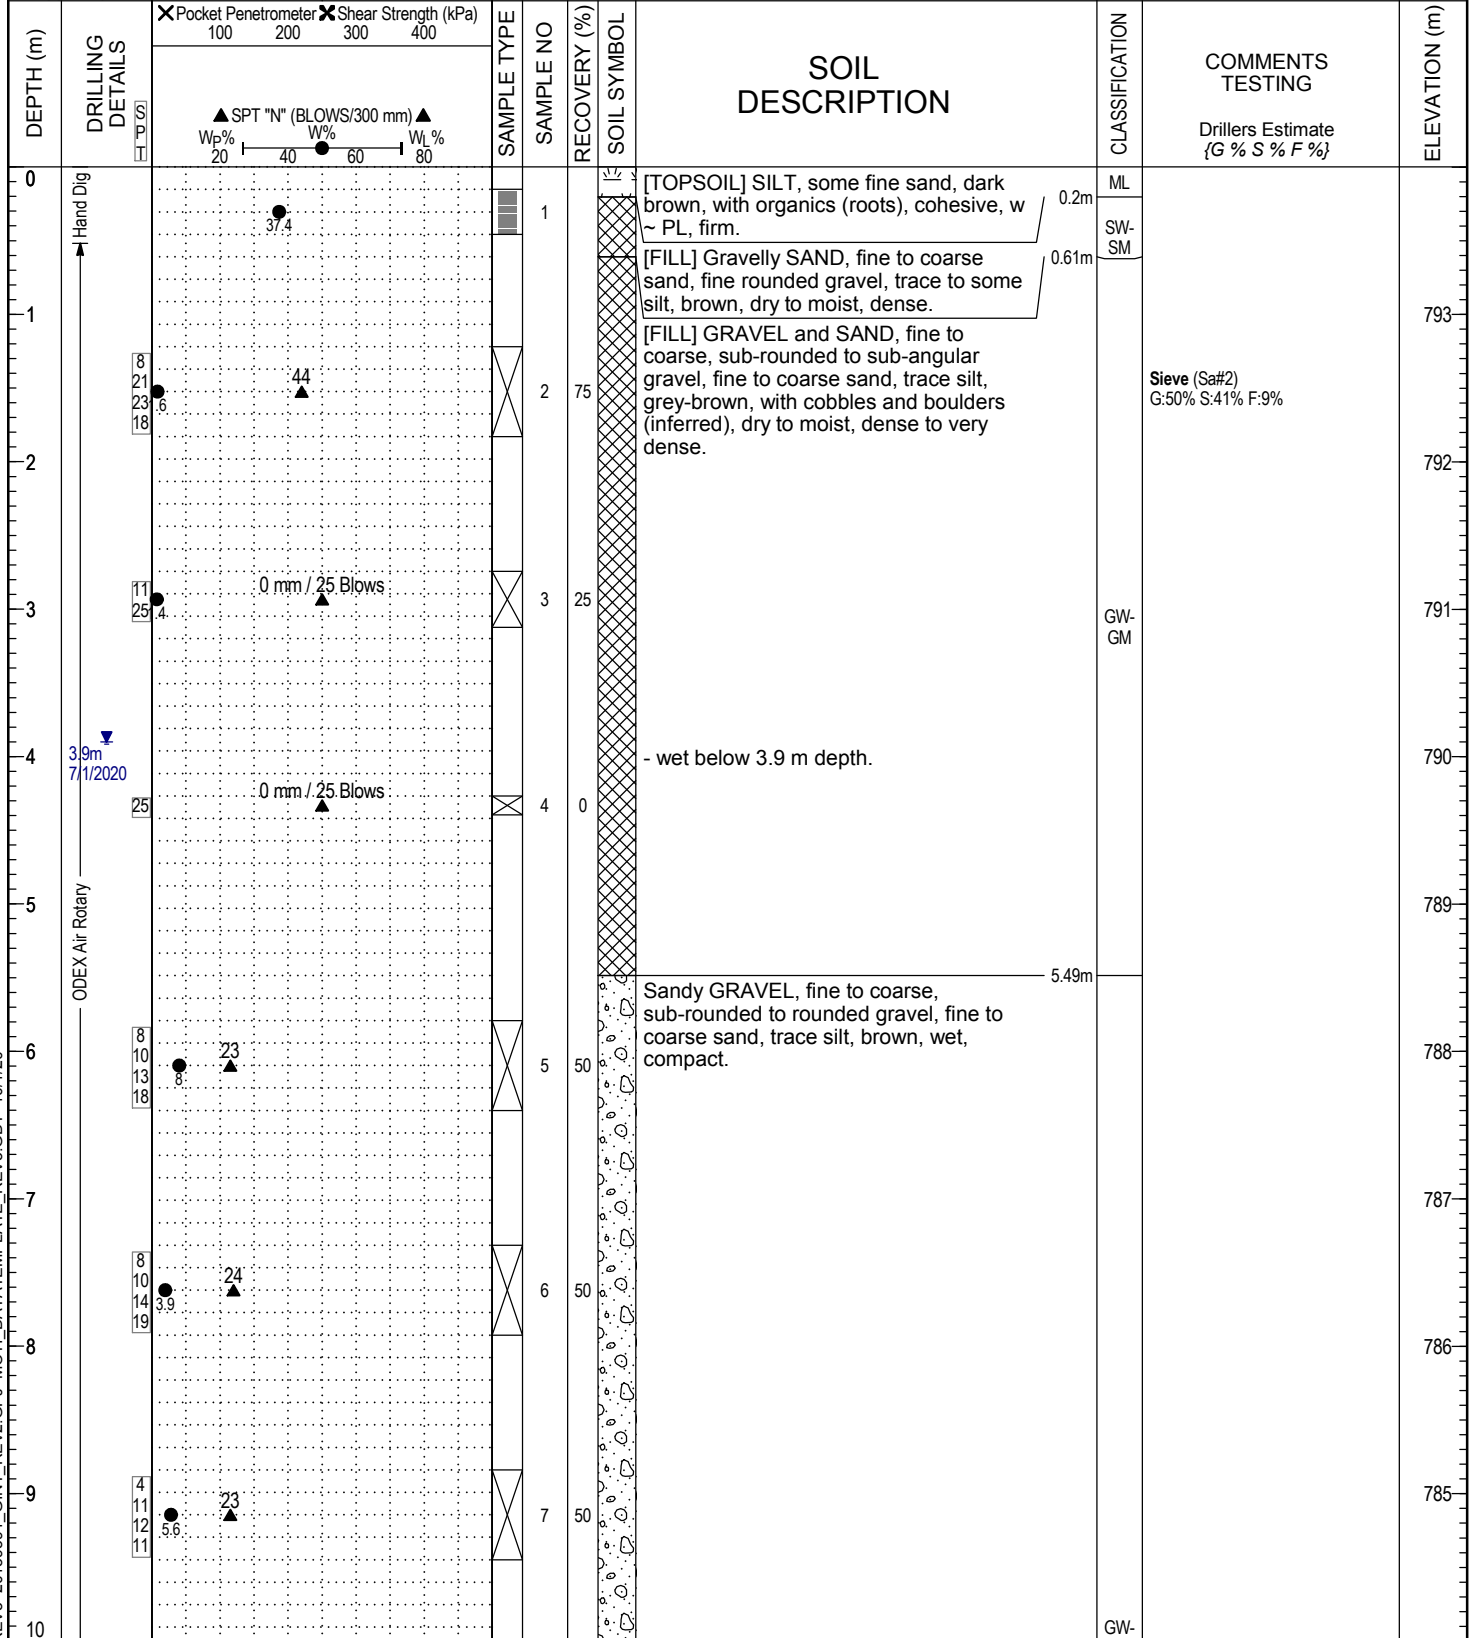 DEPTH (m)
DRILLING
DETAILS
S
P
T
Pocket Penetrometer Shear Strength (kPa)
100 200 300 400
▲ SPT "N" (BLOWS/300 mm) ▲
WP% W% WL%
20 40 60 80
SAMPLE TYPE
SAMPLE NO
RECOVERY (%)
SOIL SYMBOL
SOIL
DESCRIPTION
CLASSIFICATION
COMMENTS
TESTING
Drillers Estimate
{G % S % F %}
ELEVATION (m)
0
Hand Dig
37.4
1
[TOPSOIL] SILT, some fine sand, dark
brown, with organics (roots), cohesive, w
~ PL, firm.
0.2m
ML
SW-
SM
[FILL] Gravelly SAND, fine to coarse
sand, fine rounded gravel, trace to some
silt, brown, dry to moist, dense.
0.61m
1
793
[FILL] GRAVEL and SAND, fine to
coarse, sub-rounded to sub-angular
gravel, fine to coarse sand, trace silt,
grey-brown, with cobbles and boulders
(inferred), dry to moist, dense to very
dense.
8
21
23
18
.6
44
2
75
Sieve (Sa#2)
G:50% S:41% F:9%
2
792
11
25
.4
0 mm / 25 Blows
3
25
3
791
GW-
GM
3.9m
7/1/2020
4
- wet below 3.9 m depth.
790
25
0 mm / 25 Blows
4
0
ODEX Air Rotary
5
789
5.49m
Sandy GRAVEL, fine to coarse,
sub-rounded to rounded gravel, fine to
coarse sand, trace silt, brown, wet,
compact.
8
10
13
18
8
23
5
50
6
788
7
787
8
10
14
19
3.9
24
6
50
8
786
4
11
12
11
5.6
23
7
50
9
785
10
GW-